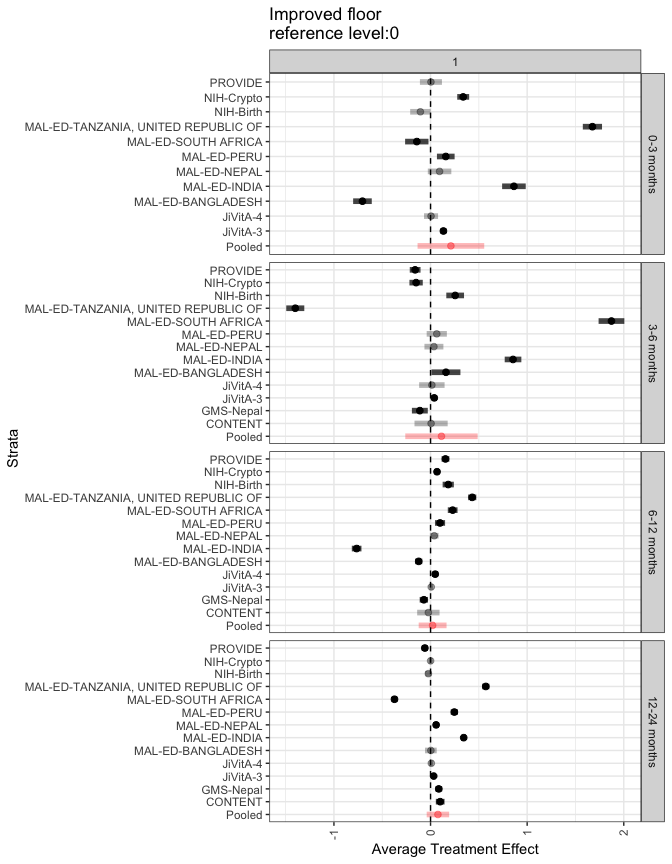 Improved floor
reference level:0
1
PROVIDE
NIH-Crypto
NIH-Birth
MAL-ED-TANZANIA, UNITED REPUBLIC OF
MAL-ED-SOUTH AFRICA
MAL-ED-PERU
MAL-ED-NEPAL
MAL-ED-INDIA
MAL-ED-BANGLADESH
JiVitA-4
JiVitA-3
Pooled
0-3 months
PROVIDE
NIH-Crypto
NIH-Birth
MAL-ED-TANZANIA, UNITED REPUBLIC OF
MAL-ED-SOUTH AFRICA
MAL-ED-PERU
MAL-ED-NEPAL
MAL-ED-INDIA
MAL-ED-BANGLADESH
JiVitA-4
JiVitA-3
GMS-Nepal
CONTENT
Pooled
3-6 months
Strata
PROVIDE
NIH-Crypto
NIH-Birth
MAL-ED-TANZANIA, UNITED REPUBLIC OF
MAL-ED-SOUTH AFRICA
MAL-ED-PERU
MAL-ED-NEPAL
MAL-ED-INDIA
MAL-ED-BANGLADESH
JiVitA-4
JiVitA-3
GMS-Nepal
CONTENT
Pooled
6-12 months
PROVIDE
NIH-Crypto
NIH-Birth
MAL-ED-TANZANIA, UNITED REPUBLIC OF
MAL-ED-SOUTH AFRICA
MAL-ED-PERU
MAL-ED-NEPAL
MAL-ED-INDIA
MAL-ED-BANGLADESH
JiVitA-4
JiVitA-3
GMS-Nepal
CONTENT
Pooled
12-24 months
-1
0
1
2
Average Treatment Effect